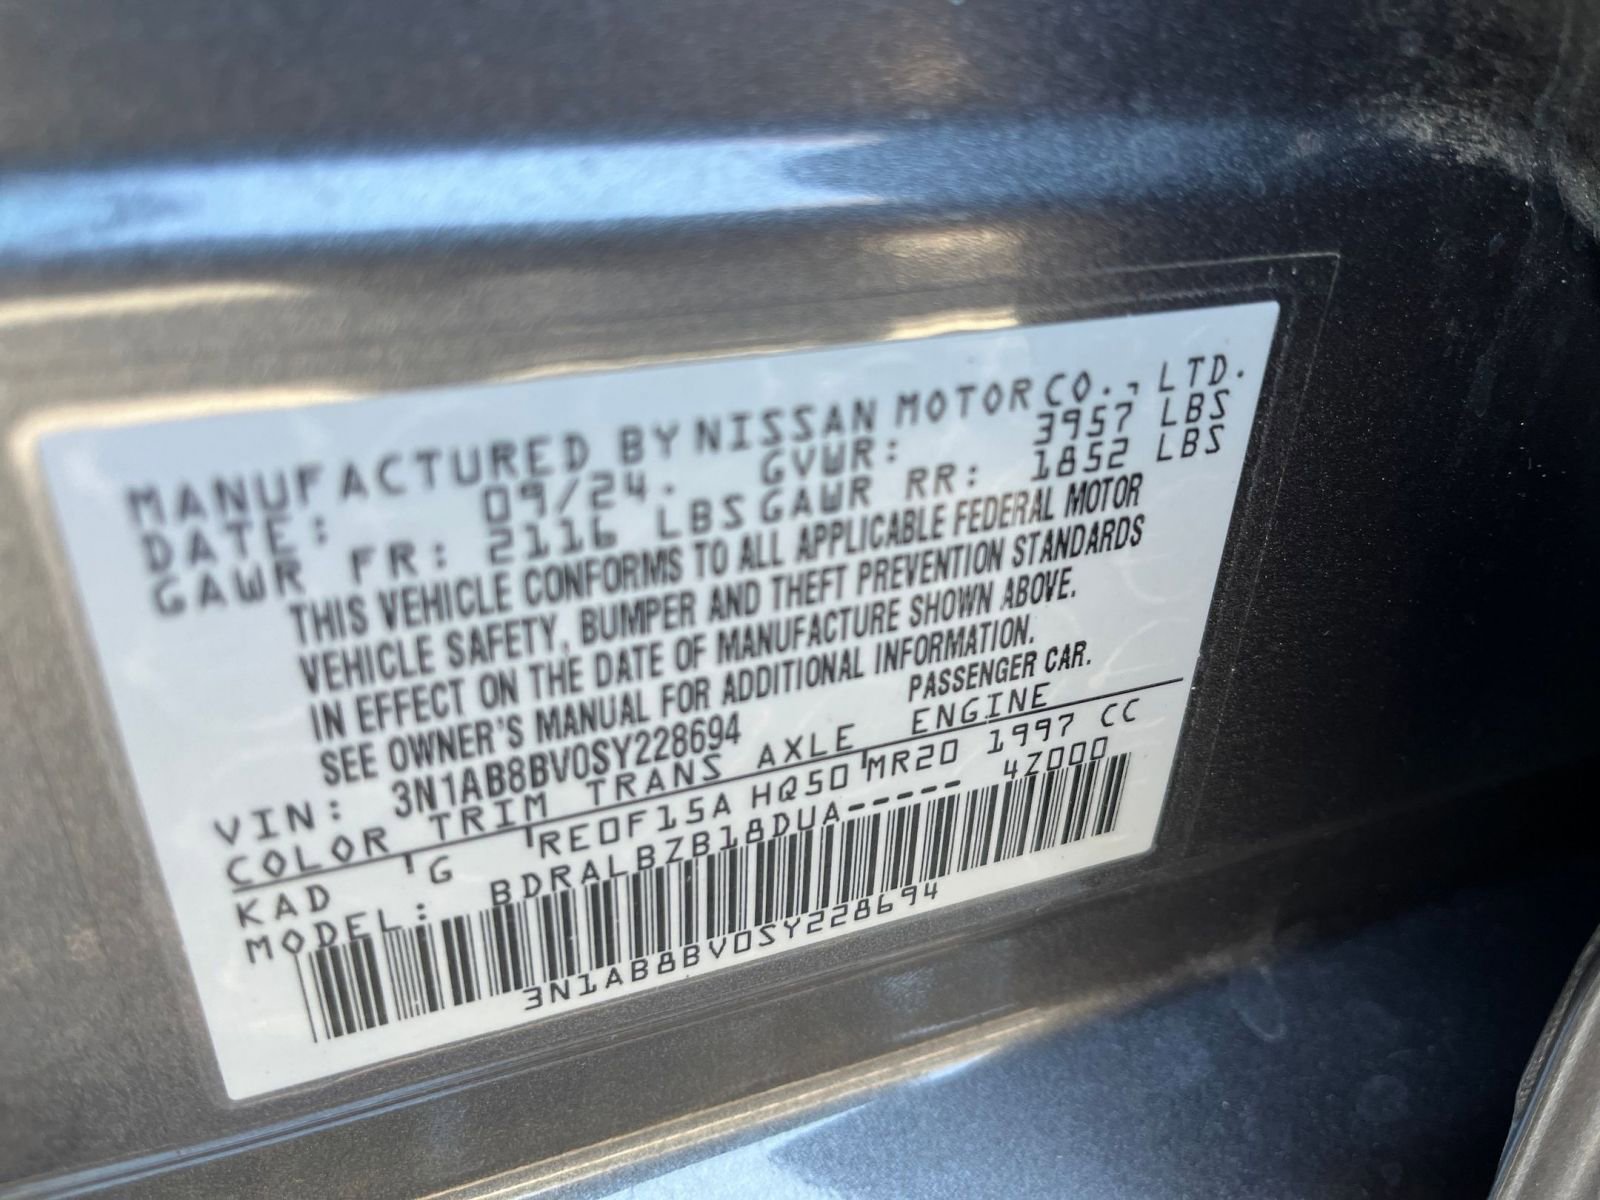 MANUFACTURED BY NISSAN MOTOR CO., LTD.
DATE: 09/24. GVWR: 3957 LBS
GAWR FR: 2116 LBS GAWR RR: 1852 LBS
THIS VEHICLE CONFORMS TO ALL APPLICABLE FEDERAL MOTOR
VEHICLE SAFETY, BUMPER AND THEFT PREVENTION STANDARDS
IN EFFECT ON THE DATE OF MANUFACTURE SHOWN ABOVE.
SEE OWNER'S MANUAL FOR ADDITIONAL INFORMATION.
VIN: 3N1AB8BV0SY228694 PASSENGER CAR.
COLOR TRIM TRANS AXLE ENGINE
KAD G RE0F15A HQ50 MR20 1997 CC
MODEL: BDRALBZB18DUA----- 4Z000
3N1AB8BV0SY228694